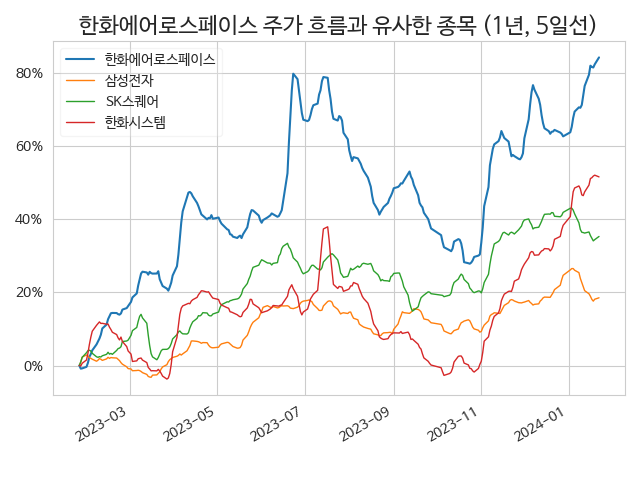 한화에어로스페이스 주가 흐름과 유사한 종목 (1년, 5일선)
한화에어로스페이스
삼성전자
SK스퀘어
한화시스템
80%
60%
40%
20%
0%
2023-03
2023-05
2023-07
2023-09
2023-11
2024-01